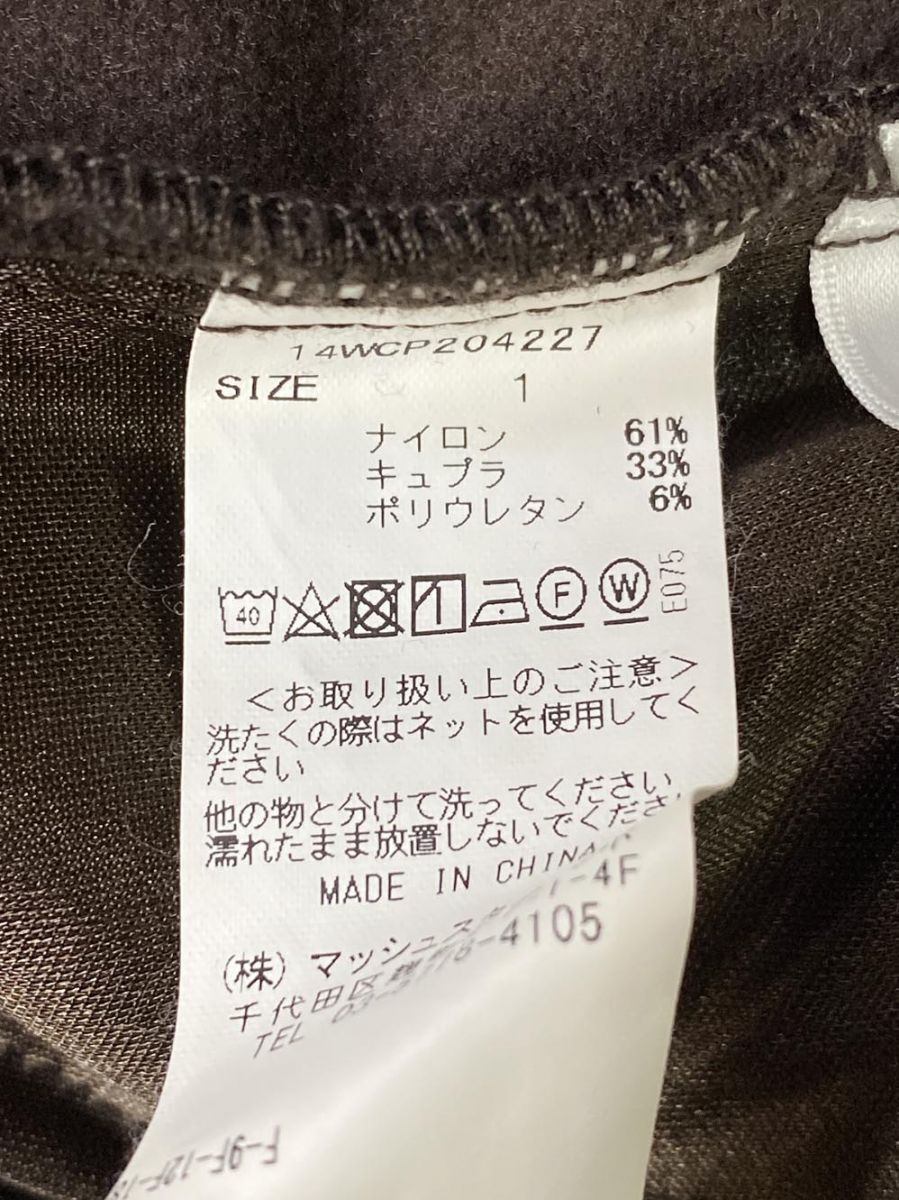 14WCP204227
SIZE 1
ナイロン 61%
キュプラ 33%
ポリウレタン 6%
40 F W E075
＜お取り扱い上のご注意＞
洗たくの際はネットを使用してく
ださい
他の物と分けて洗ってください
濡れたまま放置しないでくださ
MADE IN CHINA
(株) マッシュ -4F
千代田区 -4105
TEL 03-
F-9F-12F-